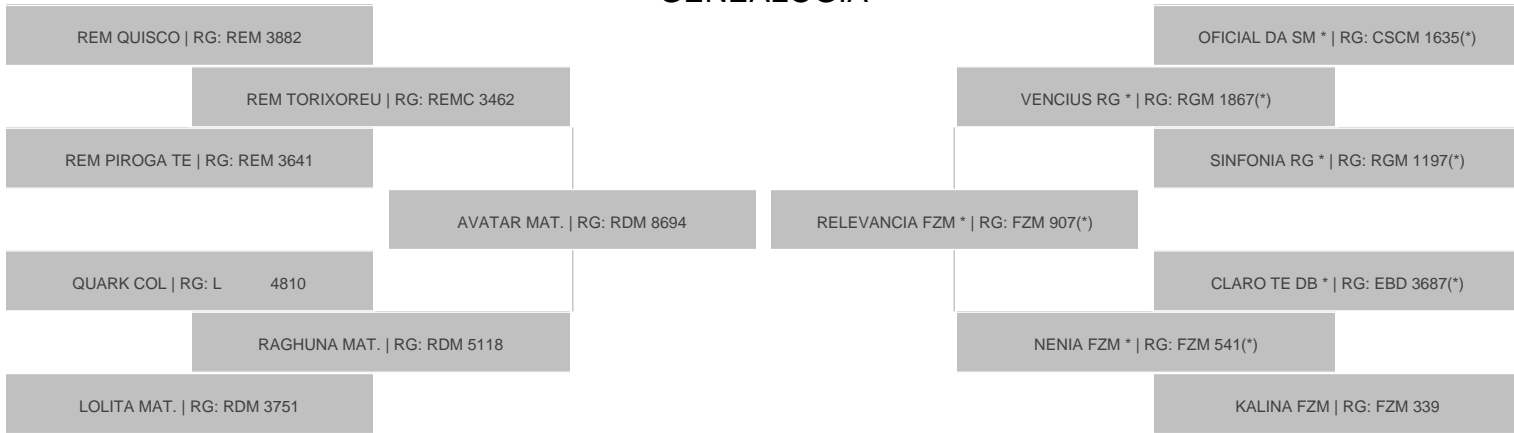 GENEALOGIA
REM QUISCO | RG: REM 3882
OFICIAL DA SM * | RG: CSCM 1635(*)
REM TORIXOREU | RG: REMC 3462
VENCIUS RG * | RG: RGM 1867(*)
REM PIROGA TE | RG: REM 3641
SINFONIA RG * | RG: RGM 1197(*)
AVATAR MAT. | RG: RDM 8694
RELEVANCIA FZM * | RG: FZM 907(*)
QUARK COL | RG: L 4810
CLARO TE DB * | RG: EBD 3687(*)
RAGHUNA MAT. | RG: RDM 5118
NENIA FZM * | RG: FZM 541(*)
LOLITA MAT. | RG: RDM 3751
KALINA FZM | RG: FZM 339